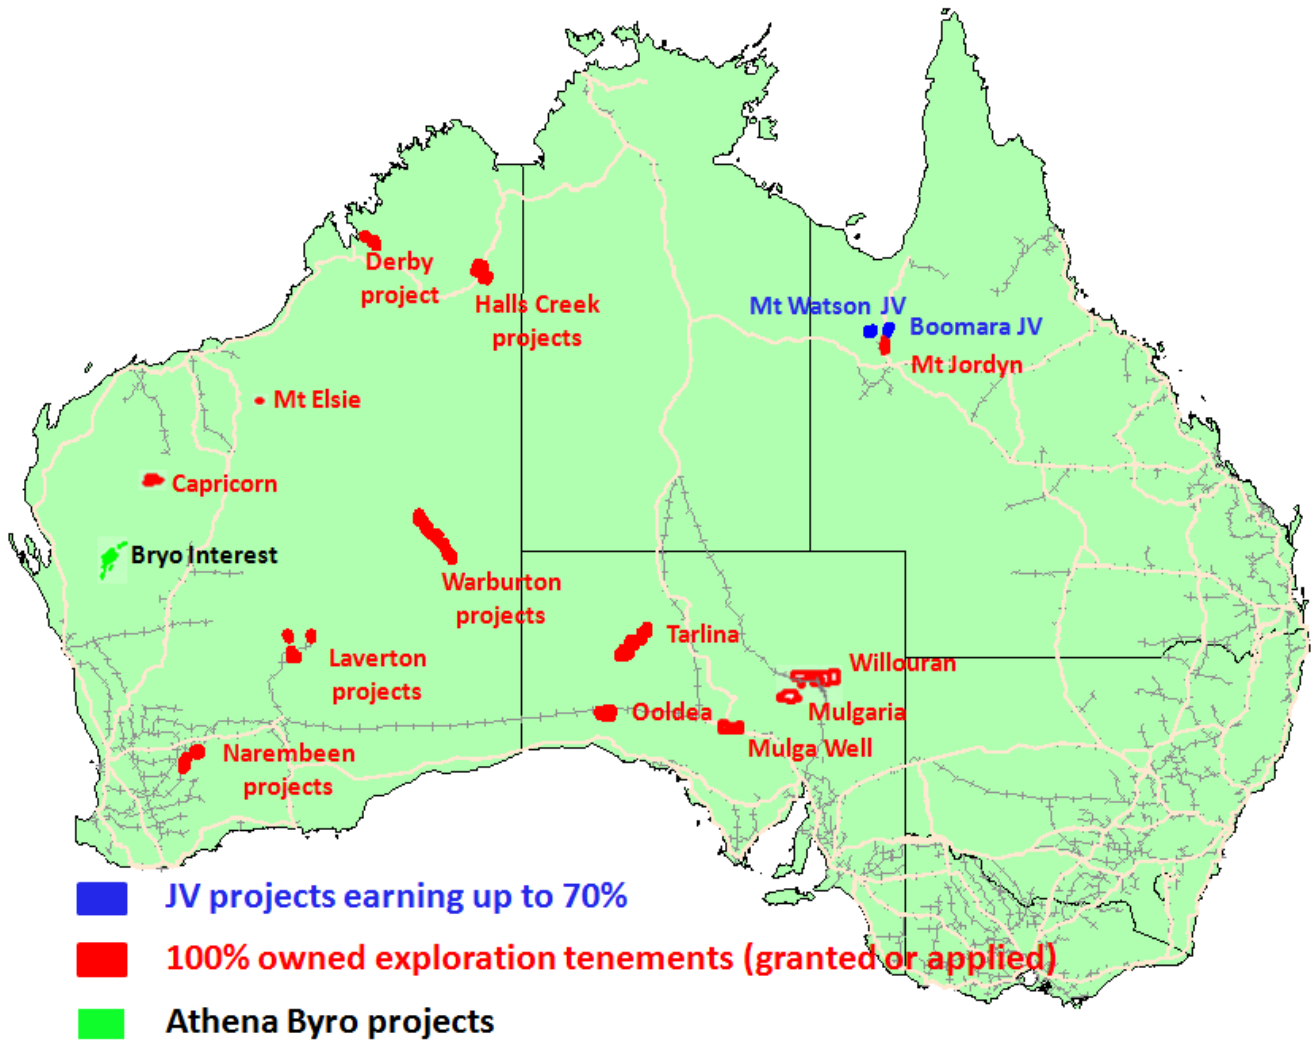 Derby
project
Halls Creek
projects
Mt Watson JV
Boomara JV
Mt Jordyn
Mt Elsie
Capricorn
Bryo Interest
Warburton
projects
Tarlina
Laverton
projects
Willouran
Ooldea
Mulgaria
Mulga Well
Narembeen
projects
JV projects earning up to 70%
100% owned exploration tenements (granted or applied)
Athena Byro projects